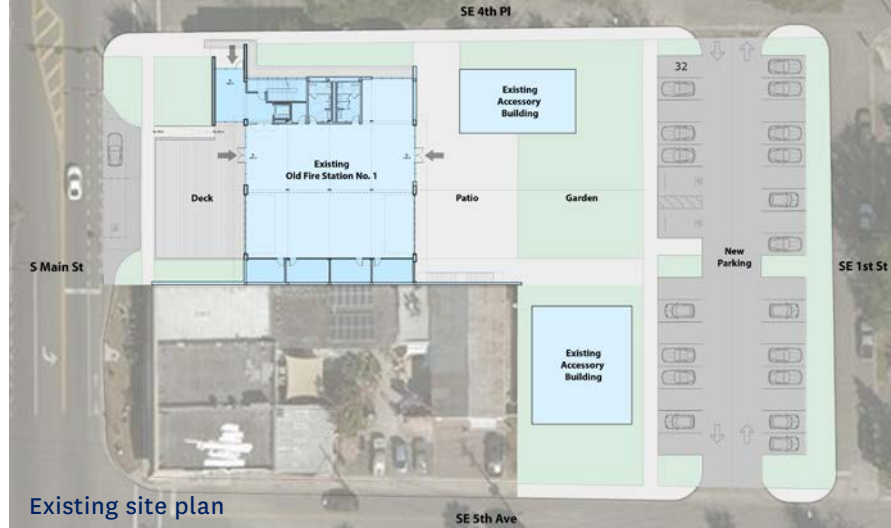 SE 4th Pl
32
Existing
Accessory
Building
Existing
Old Fire Station No. 1
Deck
Patio
Garden
New
Parking
S Main St
SE 1st St
Existing
Accessory
Building
Existing site plan
SE 5th Ave